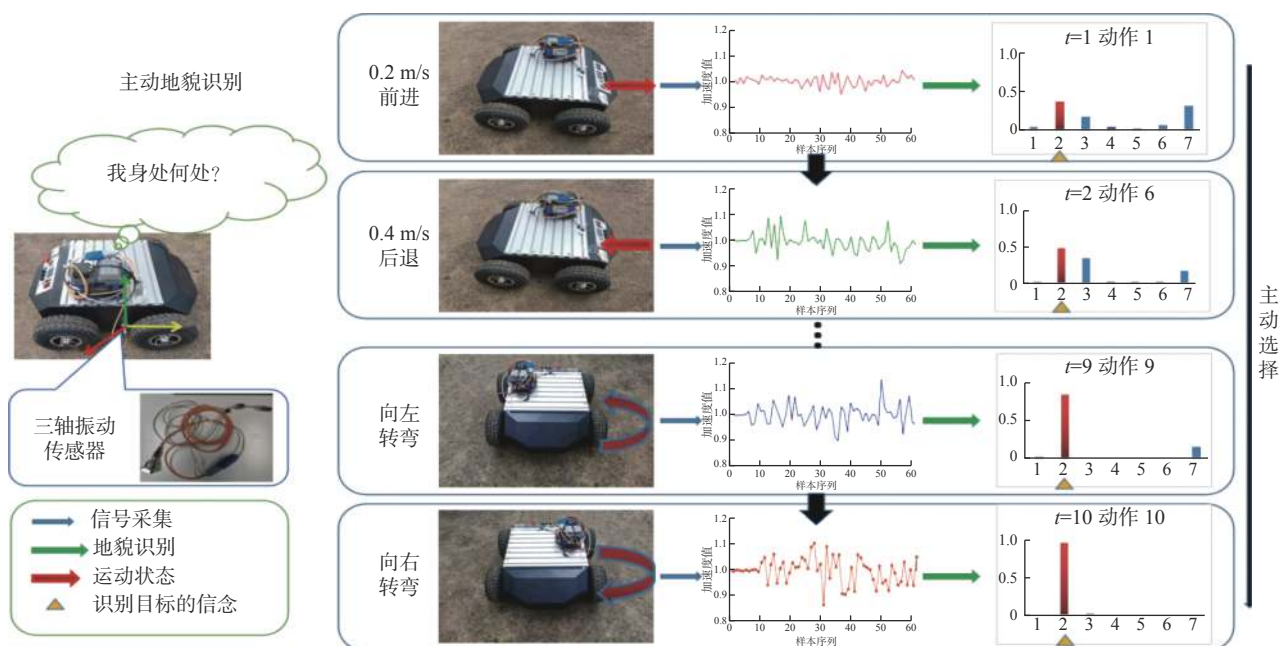 主动地貌识别
我身处何处?
三轴振动
传感器
信号采集
地貌识别
运动状态
识别目标的信念
0.2 m/s
前进
加速度值
1.2
1.1
1.0
0.9
0.8
0 10 20 30 40 50 60
样本序列
t=1 动作 1
1.0
0.5
0
1 2 3 4 5 6 7
0.4 m/s
后退
加速度值
1.2
1.1
1.0
0.9
0.8
0 10 20 30 40 50 60
样本序列
t=2 动作 6
1.0
0.5
0
1 2 3 4 5 6 7
向左
转弯
加速度值
1.2
1.1
1.0
0.9
0.8
0 10 20 30 40 50 60
样本序列
t=9 动作 9
1.0
0.5
0
1 2 3 4 5 6 7
向右
转弯
加速度值
1.2
1.1
1.0
0.9
0.8
0 10 20 30 40 50 60
样本序列
t=10 动作 10
1.0
0.5
0
1 2 3 4 5 6 7
主动选择